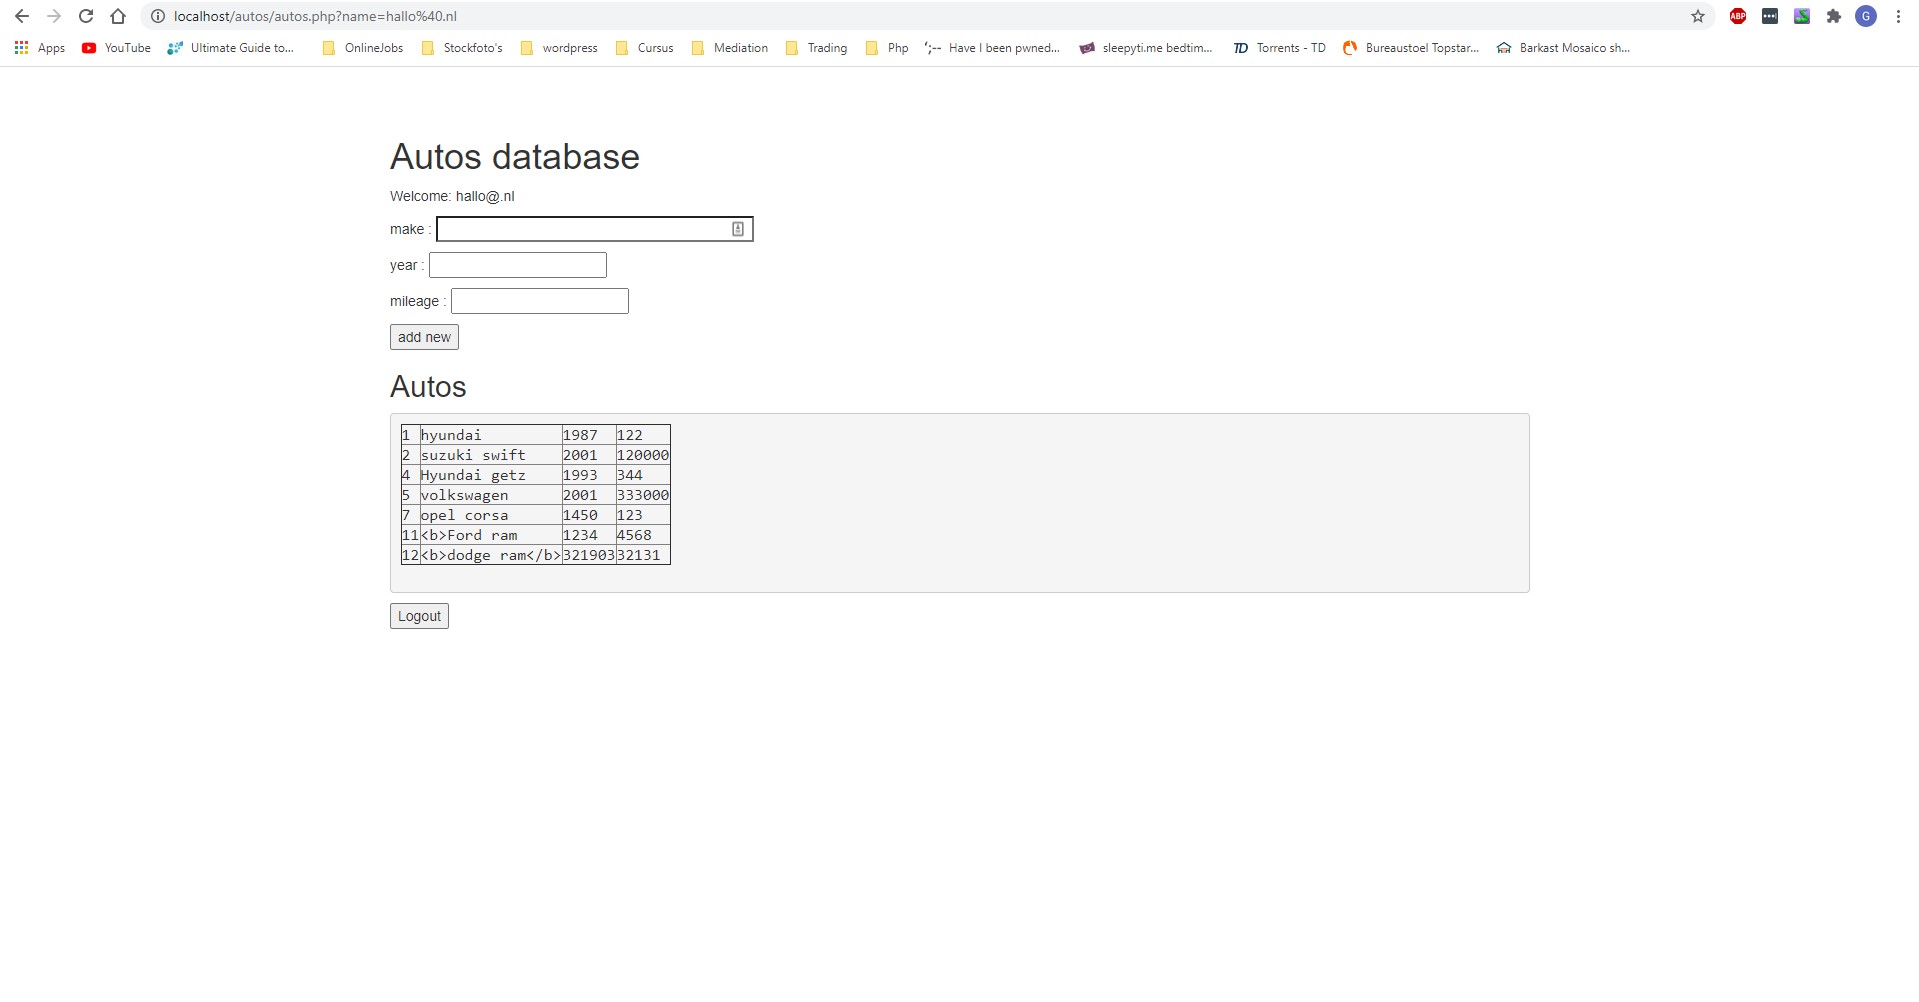 localhost/autos/autos.php?name=hallo%40.nl
ABP
G
Apps YouTube Ultimate Guide to... OnlineJobs Stockfoto's wordpress Cursus Mediation Trading Php ';-- Have I been pwned... sleepyti.me bedtim... TD Torrents - TD Bureaustoel Topstar... Barkast Mosaico sh...
Autos database
Welcome: hallo@.nl
make :
year :
mileage :
add new
Autos
1 hyundai 1987 122
2 suzuki swift 2001 120000
4 Hyundai getz 1993 344
5 volkswagen 2001 333000
7 opel corsa 1450 123
11 <b>Ford ram 1234 4568
12 <b>dodge ram</b> 321903 32131
Logout